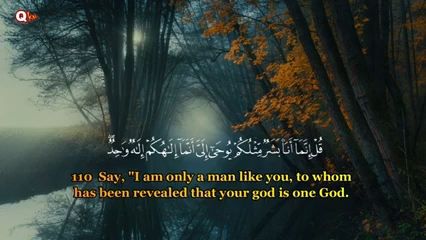 قُلْ إِنَّمَآ أَنَا۠ بَشَرٌ مِّثْلُكُمْ يُوحَىٰٓ إِلَىَّ أَنَّمَآ إِلَـٰهُكُمْ إِلَـٰهٌ وَٰحِدٌ ۖ
110 Say, "I am only a man like you, to whom
has been revealed that your god is one God.